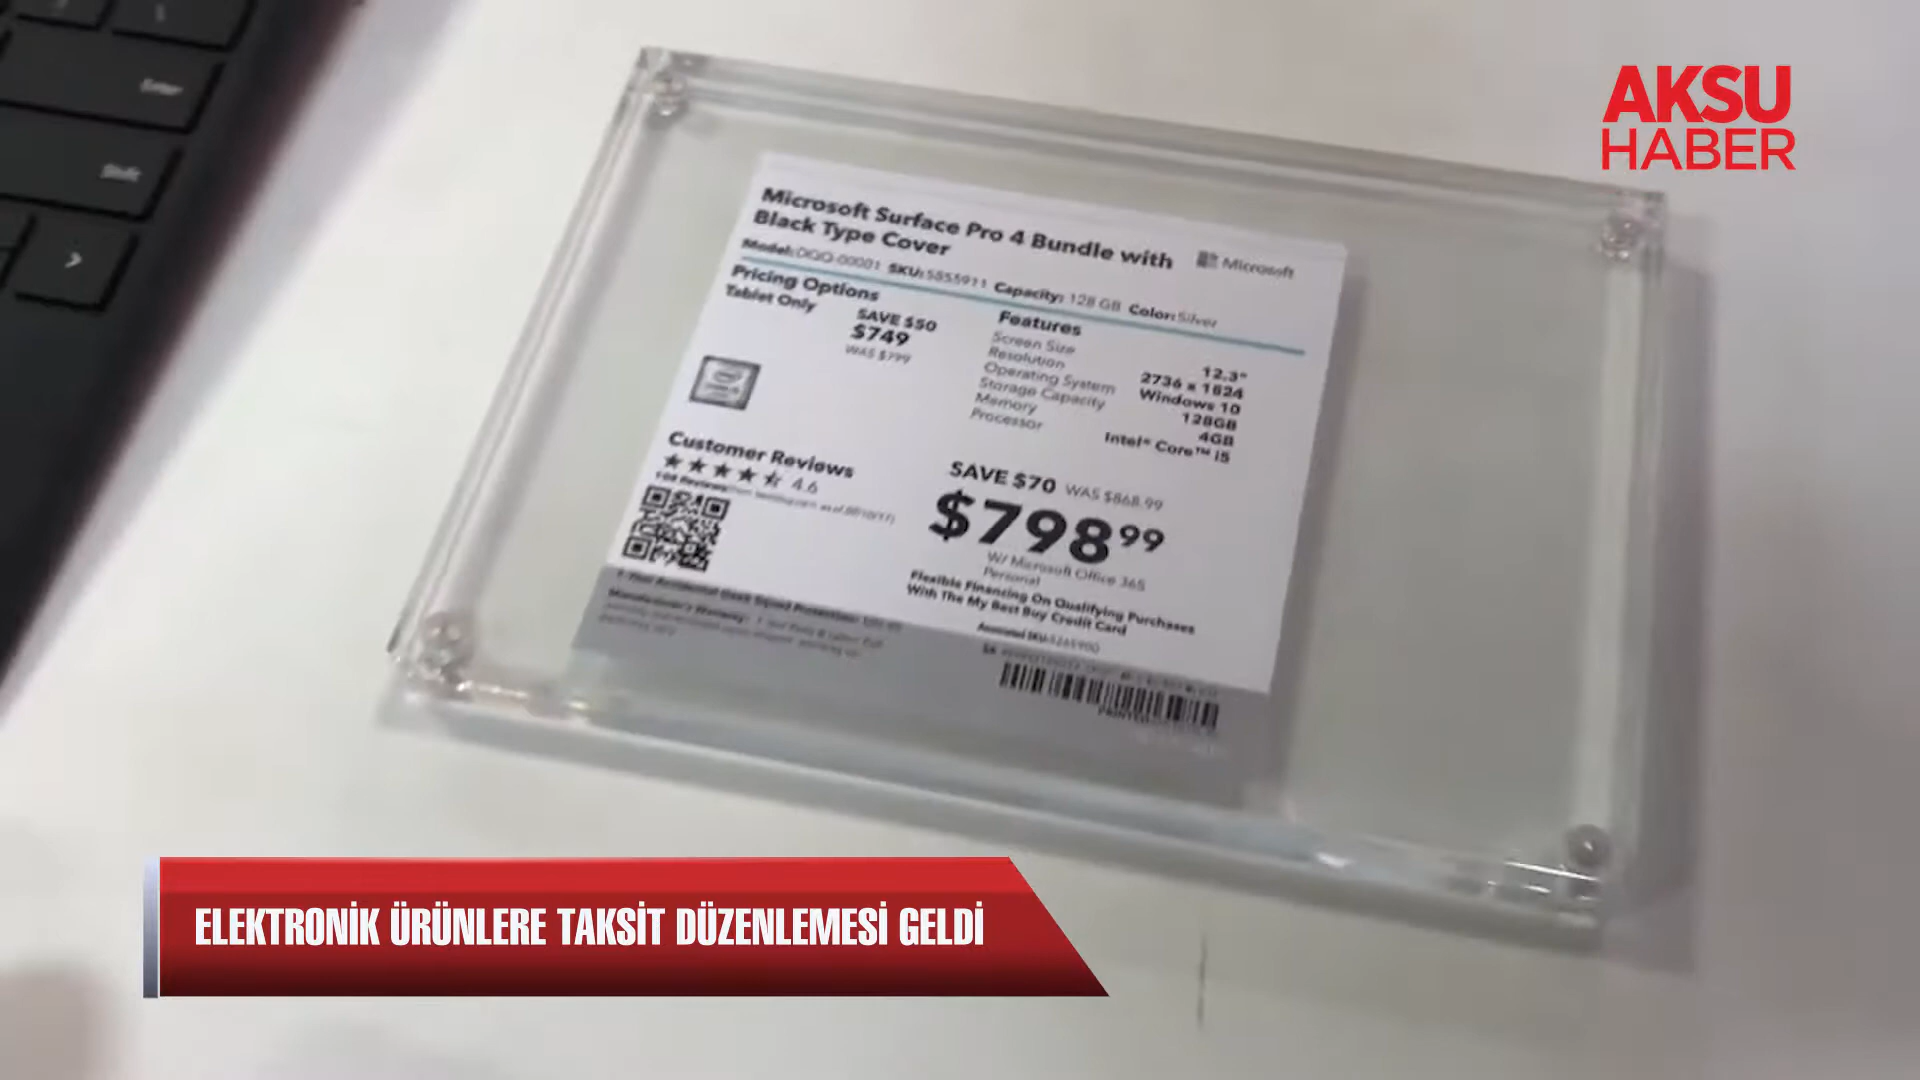 Enter
Shift
AKSU
HABER
Microsoft Surface Pro 4 Bundle with
Black Type Cover
Microsoft
Model: DQQ-00001 SKU: 5855911 Capacity: 128 GB Color: Silver
Pricing Options
Tablet Only
SAVE $50
$749
WAS $799
Features
Screen Size 12.3"
Resolution 2736 x 1824
Operating System Windows 10
Storage Capacity 128GB
Memory 4GB
Processor Intel® Core™ i5
Customer Reviews
4.6
SAVE $70 WAS $868.99
$798 99
W/ Microsoft Office 365
Personal
Flexible Financing On Qualifying Purchases
With The My Best Buy Credit Card
Manufacturer's Warranty:
ELEKTRONİK ÜRÜNLERE TAKSİT DÜZENLEMESİ GELDİ